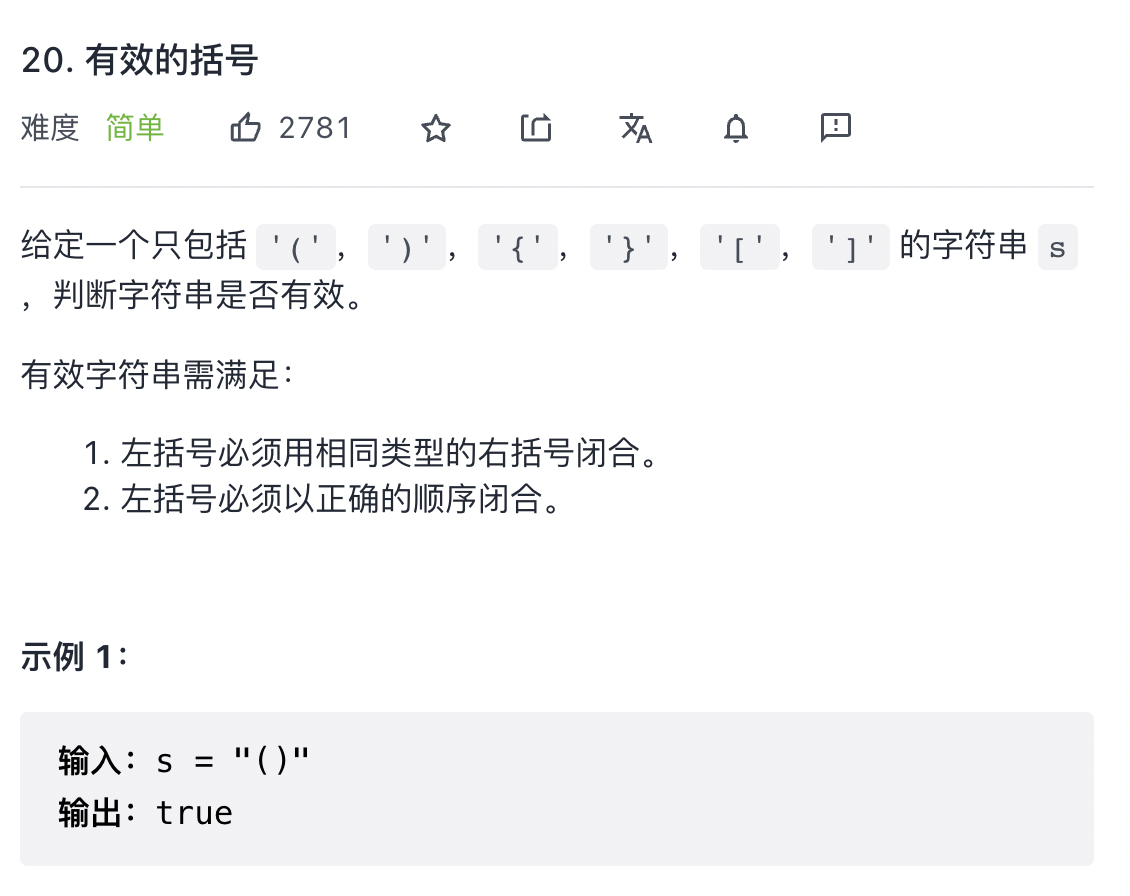 20. 有效的括号
难度 简单 2781
给定一个只包括 '('，')'，'{'，'}'，'['，']' 的字符串 s
，判断字符串是否有效。
有效字符串需满足：
1. 左括号必须用相同类型的右括号闭合。
2. 左括号必须以正确的顺序闭合。
示例 1：
输入：s = "()"
输出：true